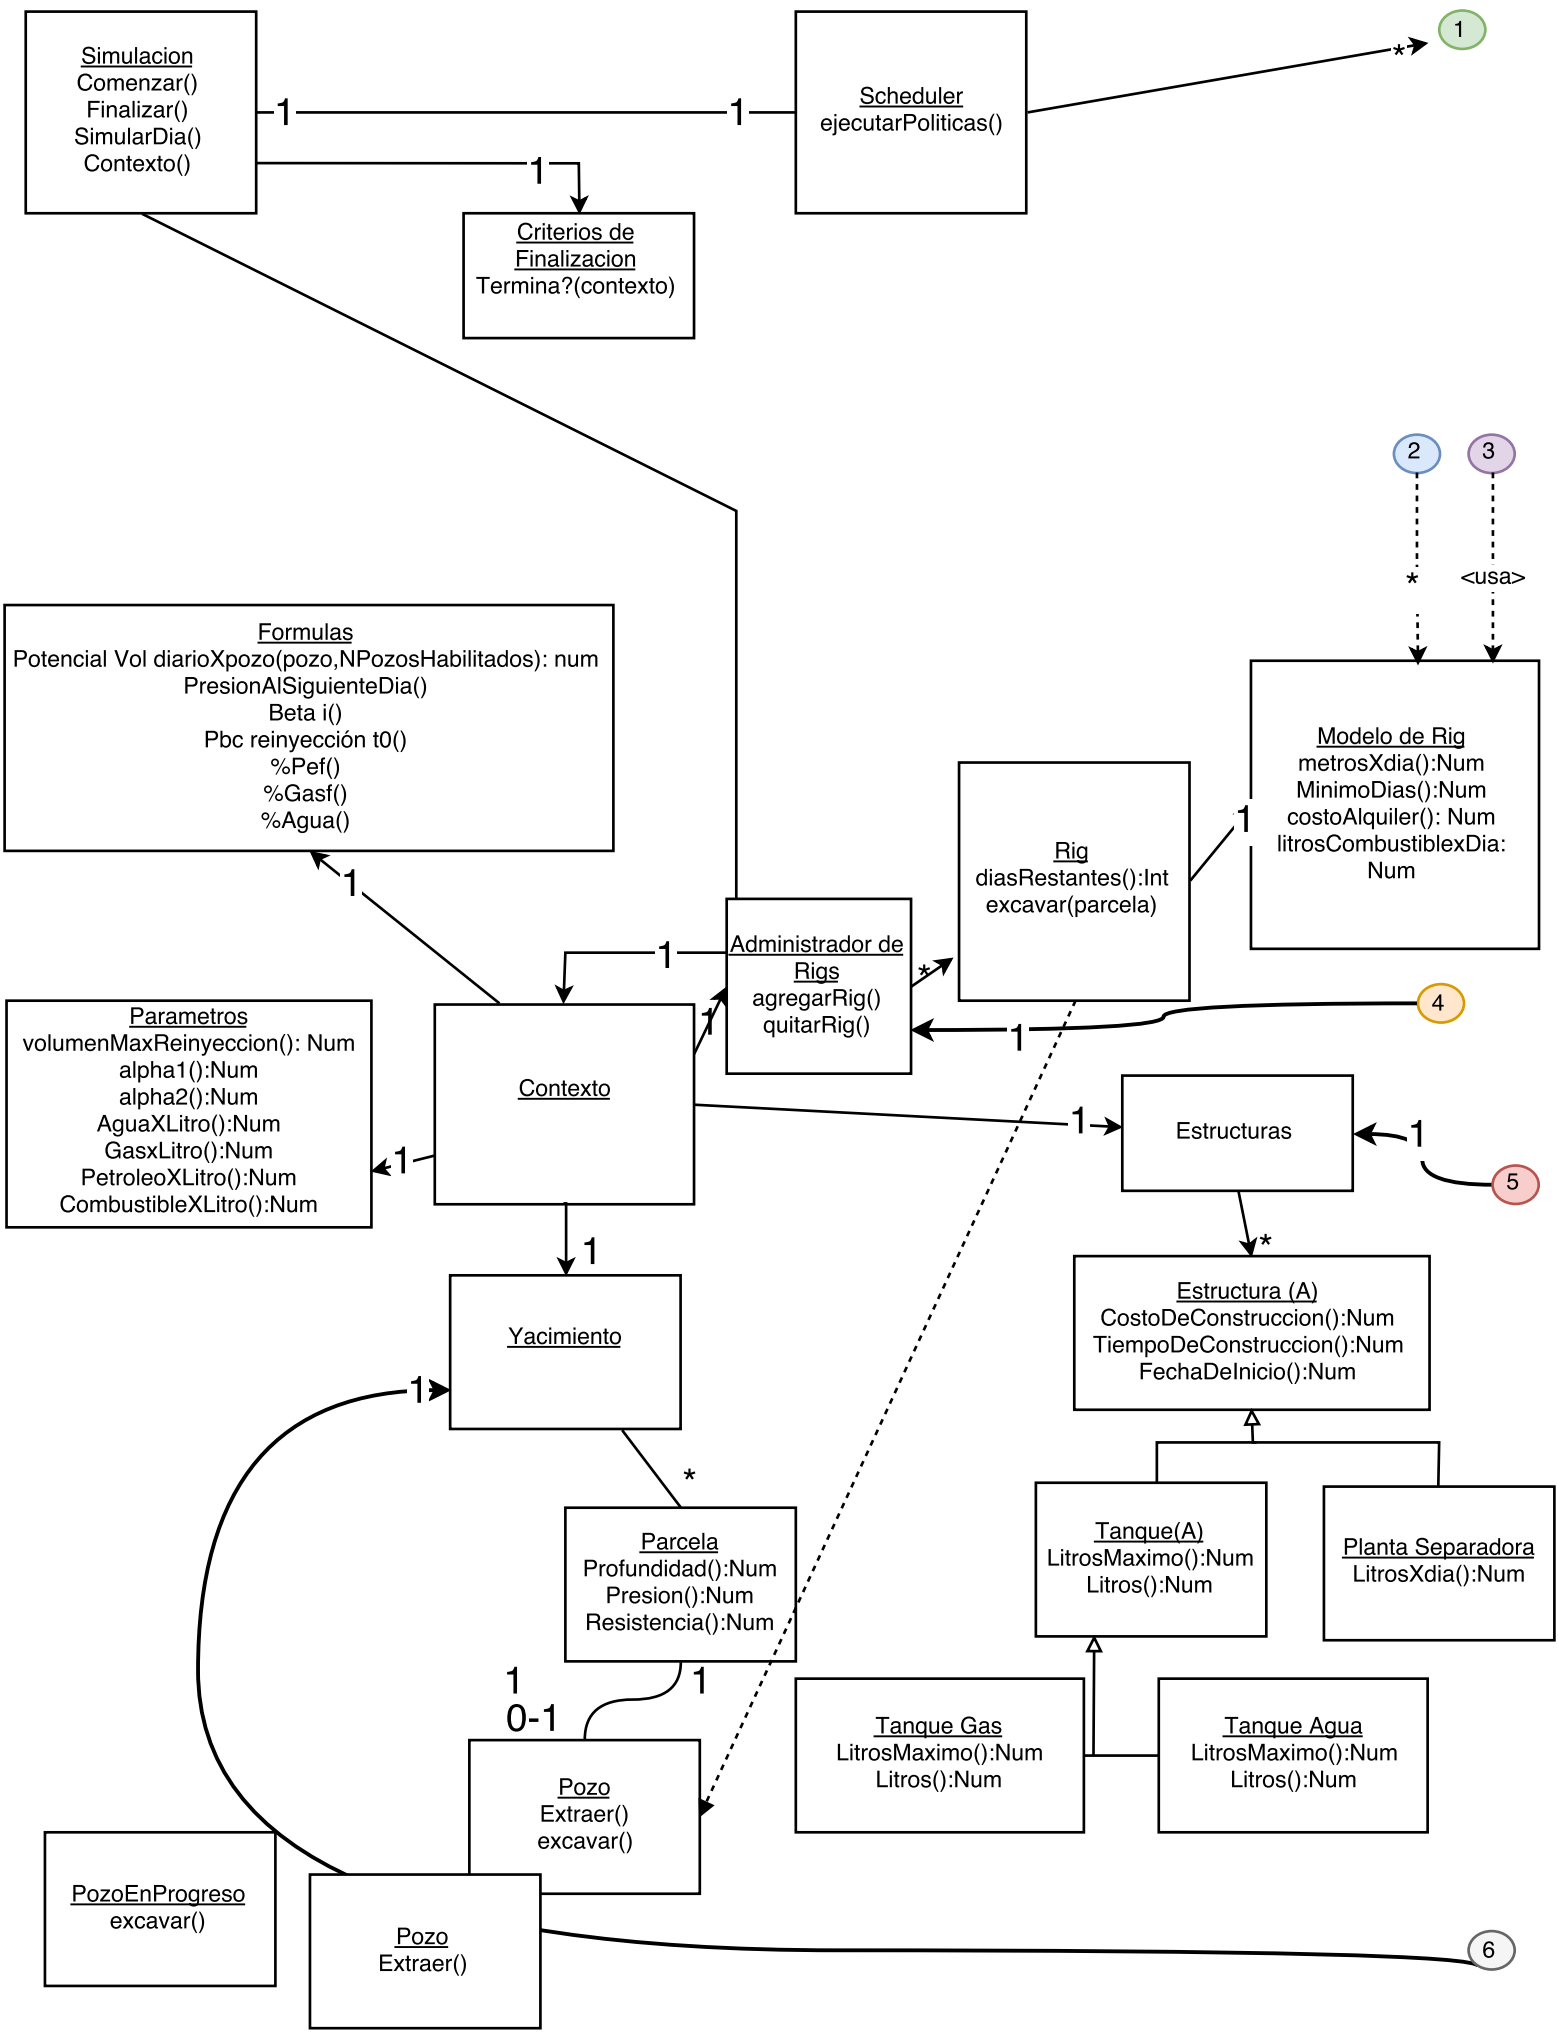 Simulacion
Comenzar()
Finalizar()
SimularDia()
Contexto()
1
1
Scheduler
ejecutarPoliticas()
*
1
1
Criterios de
Finalizacion
Termina?(contexto)
2
3
*
<usa>
Formulas
Potencial Vol diarioXpozo(pozo,NPozosHabilitados): num
PresionAlSiguienteDia()
Beta i()
Pbc reinyección t0()
%Pef()
%Gasf()
%Agua()
1
Modelo de Rig
metrosXdia():Num
MinimoDias():Num
costoAlquiler(): Num
litrosCombustiblexDia:
Num
1
Rig
diasRestantes():Int
excavar(parcela)
Administrador de
Rigs
agregarRig()
quitarRig()
1
*
1
1
4
Parametros
volumenMaxReinyeccion(): Num
alpha1():Num
alpha2():Num
AguaXLitro():Num
GasxLitro():Num
PetroleoXLitro():Num
CombustibleXLitro():Num
1
Contexto
1
Estructuras
1
5
1
*
Yacimiento
1
Estructura (A)
CostoDeConstruccion():Num
TiempoDeConstruccion():Num
FechaDeInicio():Num
*
Parcela
Profundidad():Num
Presion():Num
Resistencia():Num
Tanque(A)
LitrosMaximo():Num
Litros():Num
Planta Separadora
LitrosXdia():Num
1
0-1
1
Tanque Gas
LitrosMaximo():Num
Litros():Num
Tanque Agua
LitrosMaximo():Num
Litros():Num
Pozo
Extraer()
excavar()
PozoEnProgreso
excavar()
Pozo
Extraer()
6